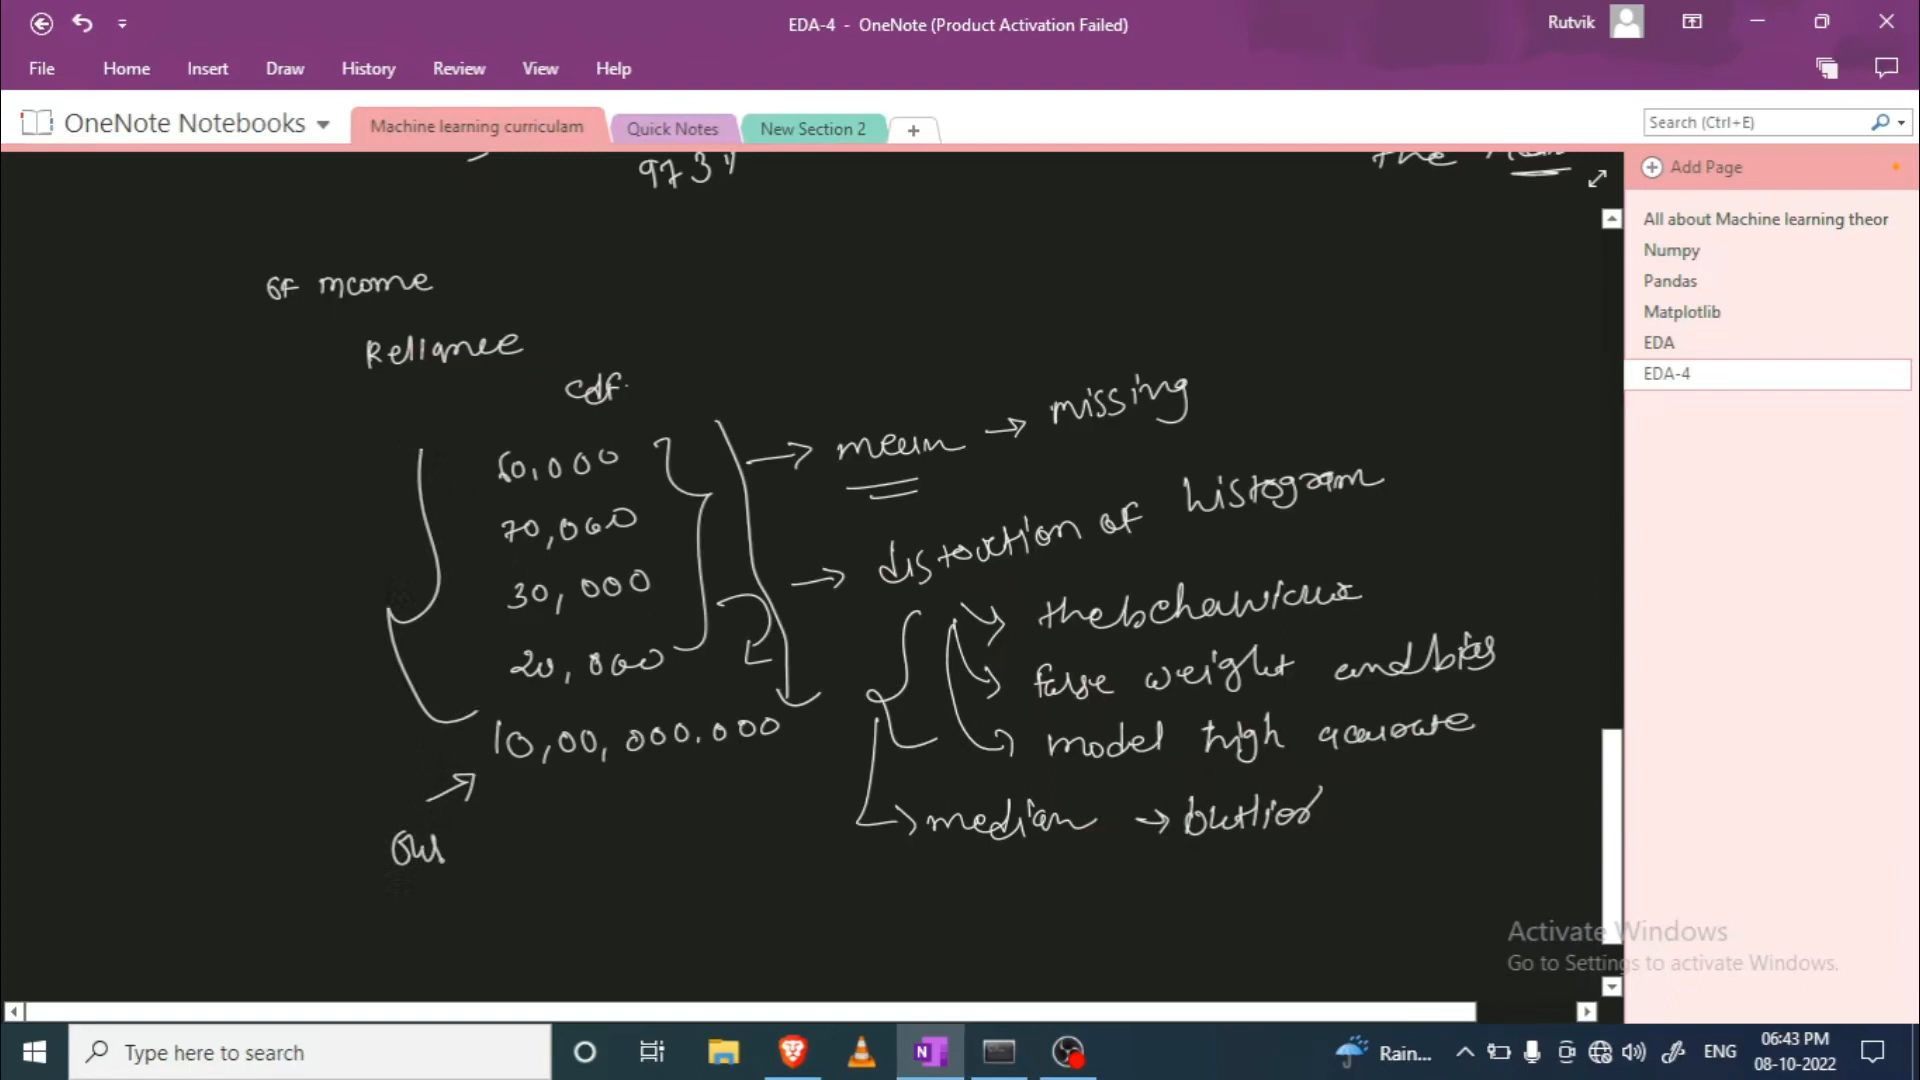 EDA-4 - OneNote (Product Activation Failed)
Rutvik
File Home Insert Draw History Review View Help
OneNote Notebooks
Machine learning curriculam
Quick Notes
New Section 2
Search (Ctrl+E)
Add Page
All about Machine learning theor
Numpy
Pandas
Matplotlib
EDA
EDA-4
the
income
Reliance
cdf
→ mean → missing
70,000
30,000
20,000
10,00,000.000
→ distortion of histogram
the behaviour
false weight and bias
model high accurate
→ median → outlier
Out
Activate Windows
Go to Settings to activate Windows.
Type here to search
Rain...
ENG
06:43 PM
08-10-2022